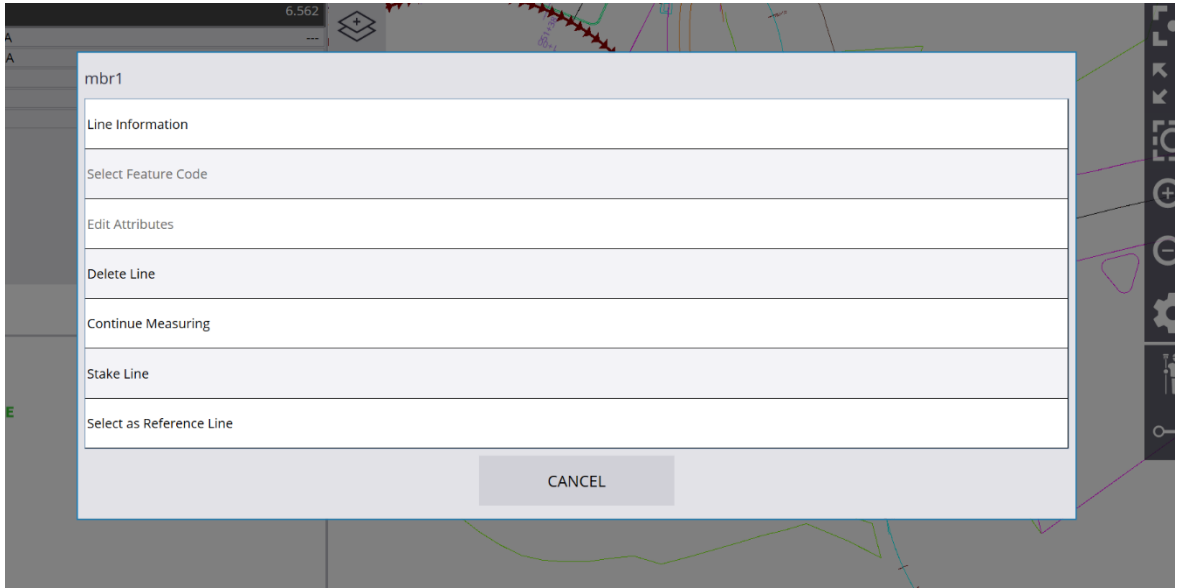 6.562
A ---
A
mbr1
Line Information
Select Feature Code
Edit Attributes
Delete Line
Continue Measuring
Stake Line
E
Select as Reference Line
CANCEL